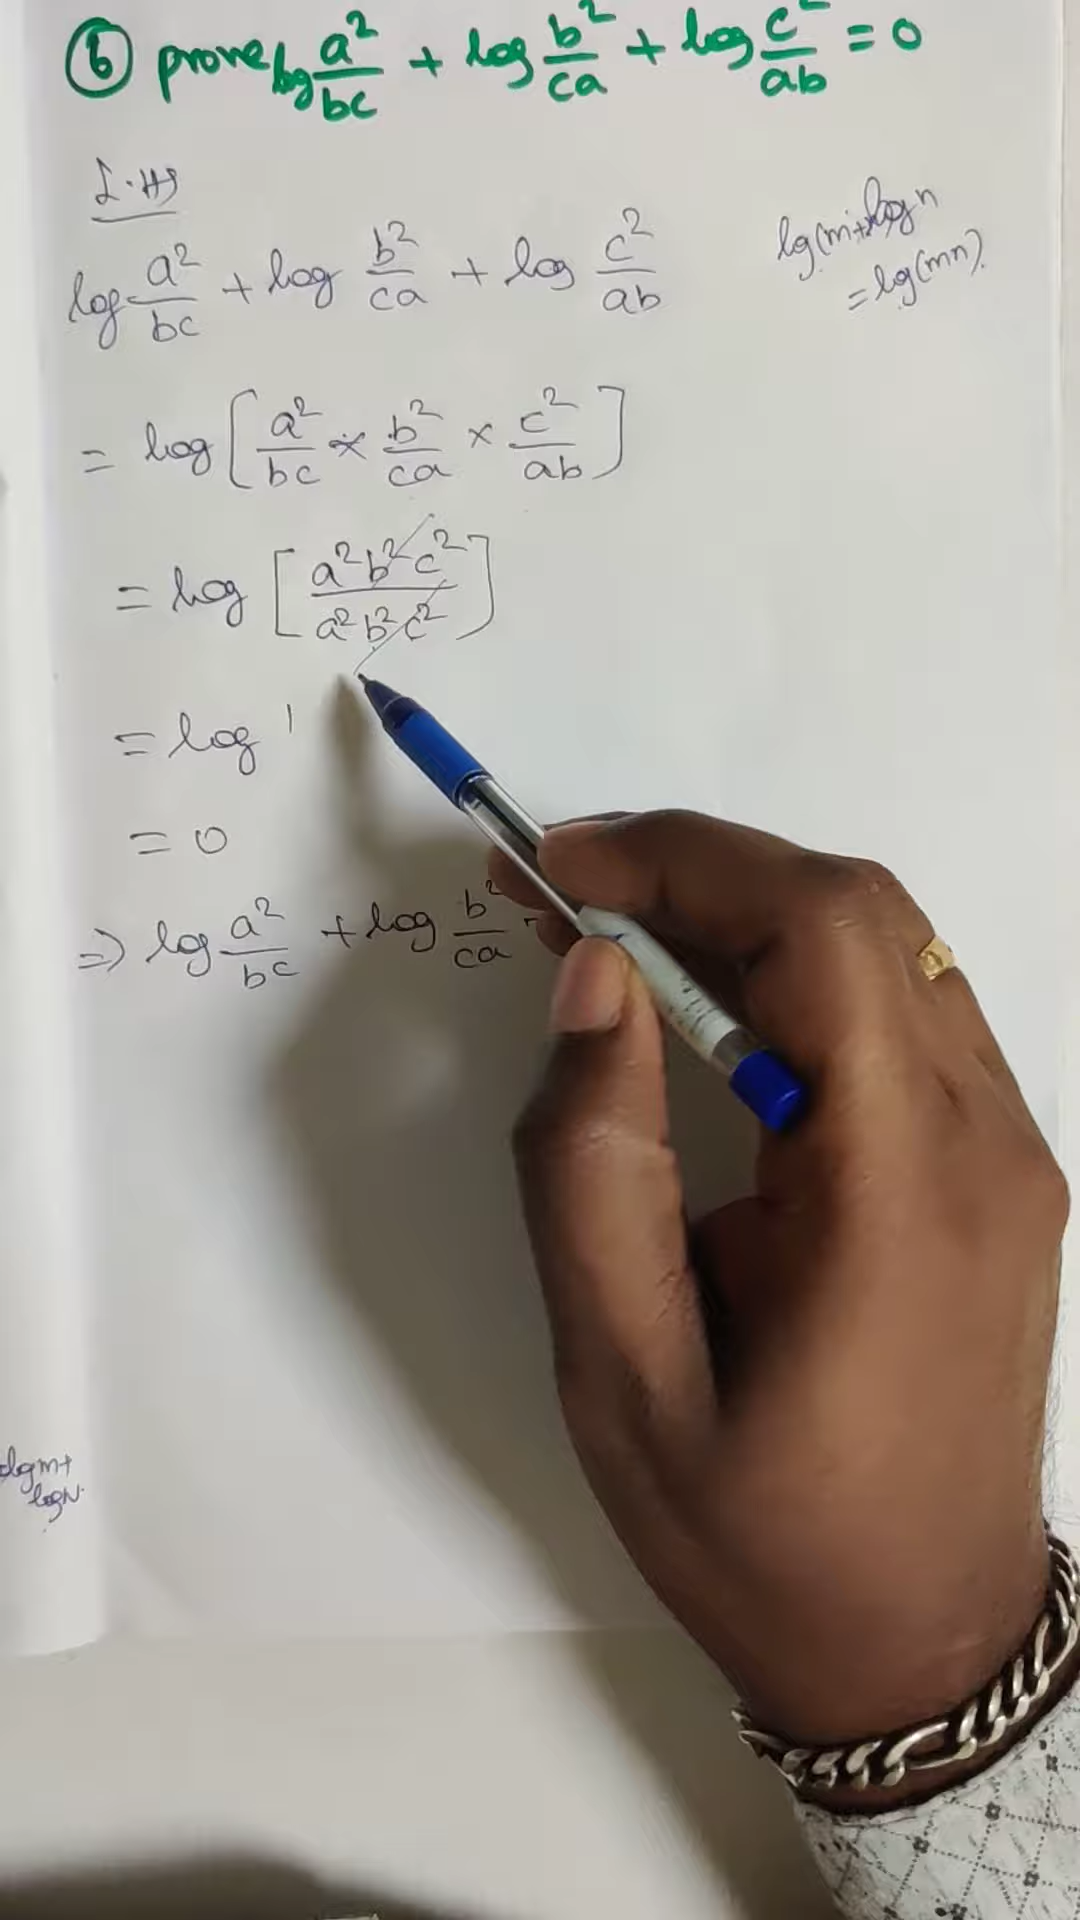 ⑥ prove log a²/bc + log b²/ca + log c²/ab = 0
L.HS
log a²/bc + log b²/ca + log c²/ab
log(m+logn
= log(mn).
= log [a²/bc × b²/ca × c²/ab]
= log [a²b²c²/a²b²c²]
= log 1
= 0
⇒ log a²/bc + log b²/ca
logm+
logN.